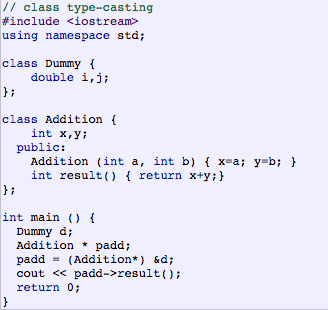 // class type-casting
#include <iostream>
using namespace std;

class Dummy {
    double i,j;
};

class Addition {
    int x,y;
  public:
    Addition (int a, int b) { x=a; y=b; }
    int result() { return x+y;}
};

int main () {
  Dummy d;
  Addition * padd;
  padd = (Addition*) &d;
  cout << padd->result();
  return 0;
}